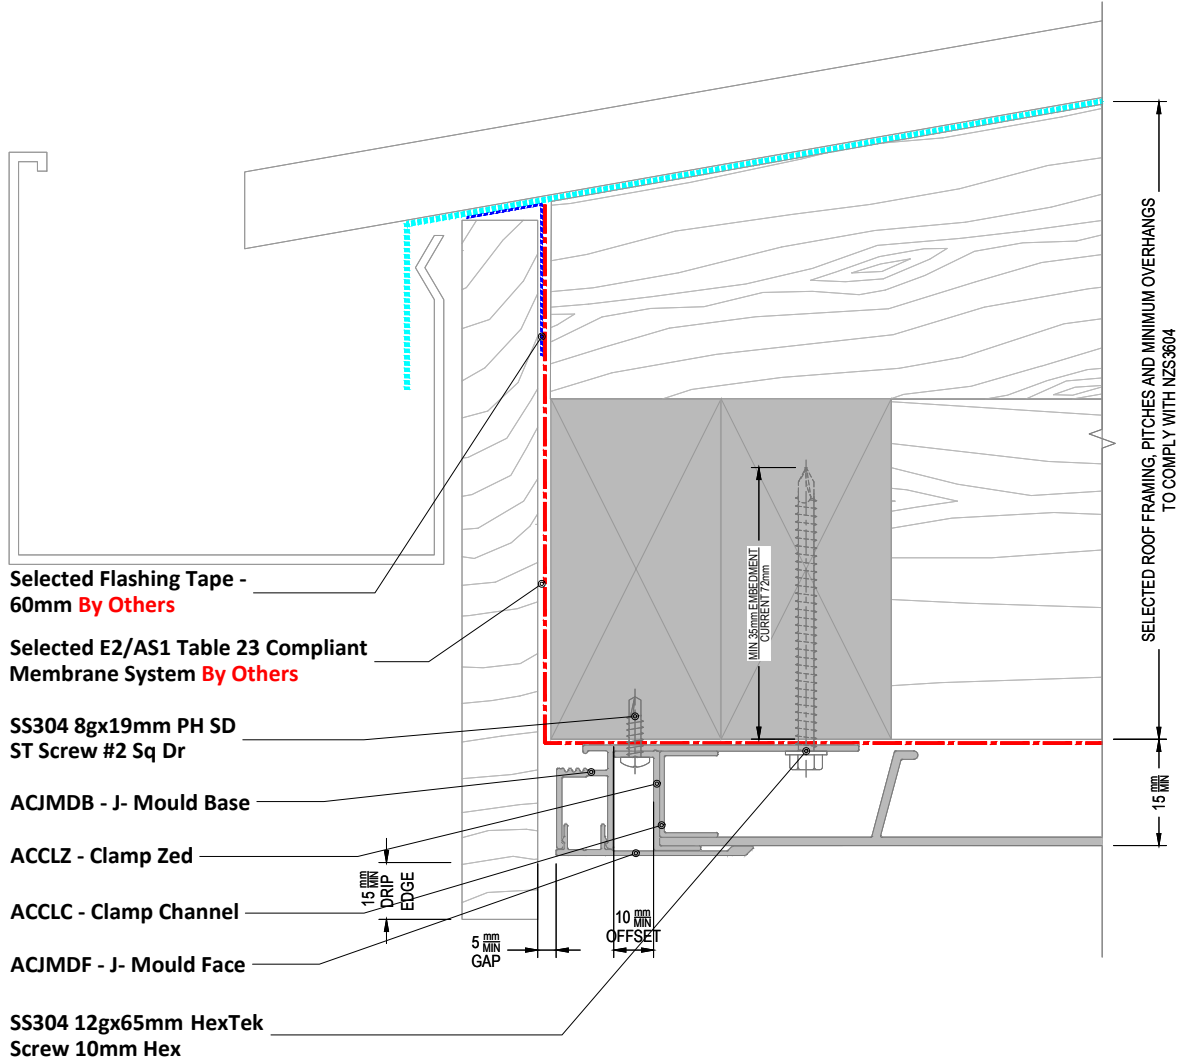 Selected Flashing Tape -
60mm By Others
Selected E2/AS1 Table 23 Compliant
Membrane System By Others
SS304 8gx19mm PH SD
ST Screw #2 Sq Dr
ACJMDB - J- Mould Base
ACCLZ - Clamp Zed
ACCLC - Clamp Channel
ACJMDF - J- Mould Face
SS304 12gx65mm HexTek
Screw 10mm Hex
15 mm MIN
DRIP
EDGE
5 mm MIN
GAP
10 mm MIN
OFFSET
MIN 35mm EMBEDMENT
CURRENT 72mm
SELECTED ROOF FRAMING, PITCHES AND MINIMUM OVERHANGS
TO COMPLY WITH NZS3604
15 mm MIN